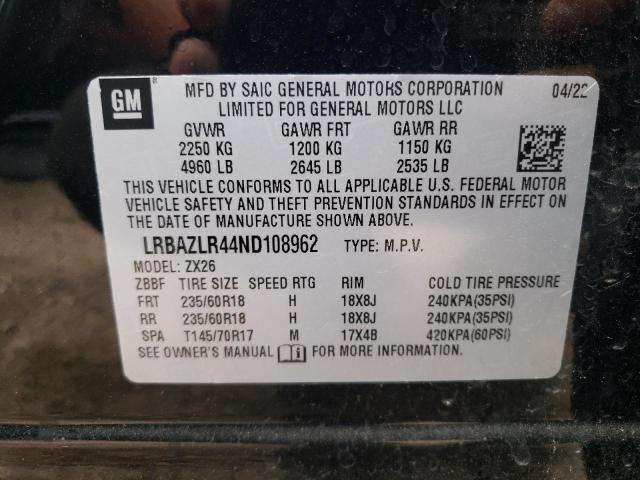 GM
MFD BY SAIC GENERAL MOTORS CORPORATION 04/22
LIMITED FOR GENERAL MOTORS LLC
GVWR GAWR FRT GAWR RR
2250 KG 1200 KG 1150 KG
4960 LB 2645 LB 2535 LB
THIS VEHICLE CONFORMS TO ALL APPLICABLE U.S. FEDERAL MOTOR
VEHICLE SAFETY AND THEFT PREVENTION STANDARDS IN EFFECT ON
THE DATE OF MANUFACTURE SHOWN ABOVE.
LRBAZLR44ND108962 TYPE: M.P.V.
MODEL: ZX26
ZBBF TIRE SIZE SPEED RTG RIM COLD TIRE PRESSURE
FRT 235/60R18 H 18X8J 240KPA(35PSI)
RR 235/60R18 H 18X8J 240KPA(35PSI)
SPA T145/70R17 M 17X4B 420KPA(60PSI)
SEE OWNER'S MANUAL FOR MORE INFORMATION.